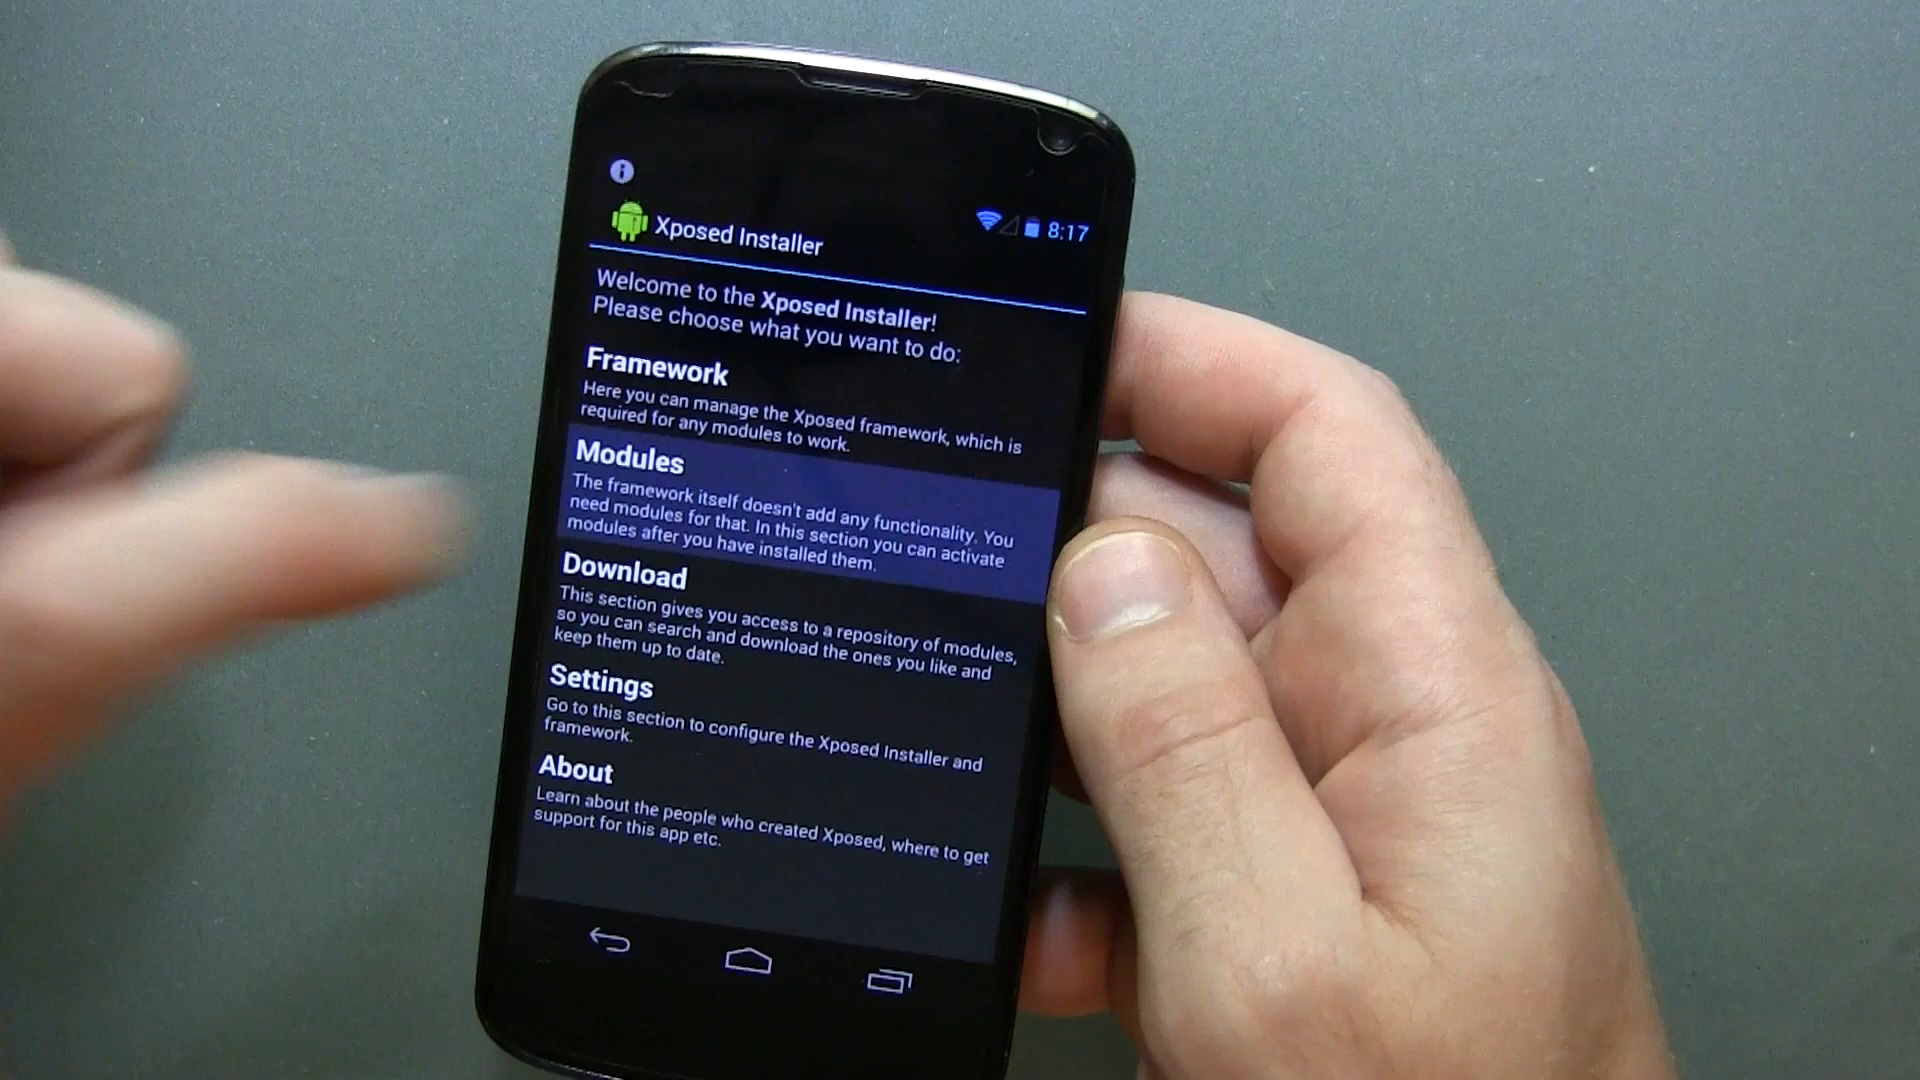 8:17
Xposed Installer
Welcome to the Xposed Installer!
Please choose what you want to do:
Framework
Here you can manage the Xposed framework, which is
required for any modules to work.
Modules
The framework itself doesn't add any functionality. You
need modules for that. In this section you can activate
modules after you have installed them.
Download
This section gives you access to a repository of modules,
so you can search and download the ones you like and
keep them up to date.
Settings
Go to this section to configure the Xposed Installer and
framework.
About
Learn about the people who created Xposed, where to get
support for this app etc.